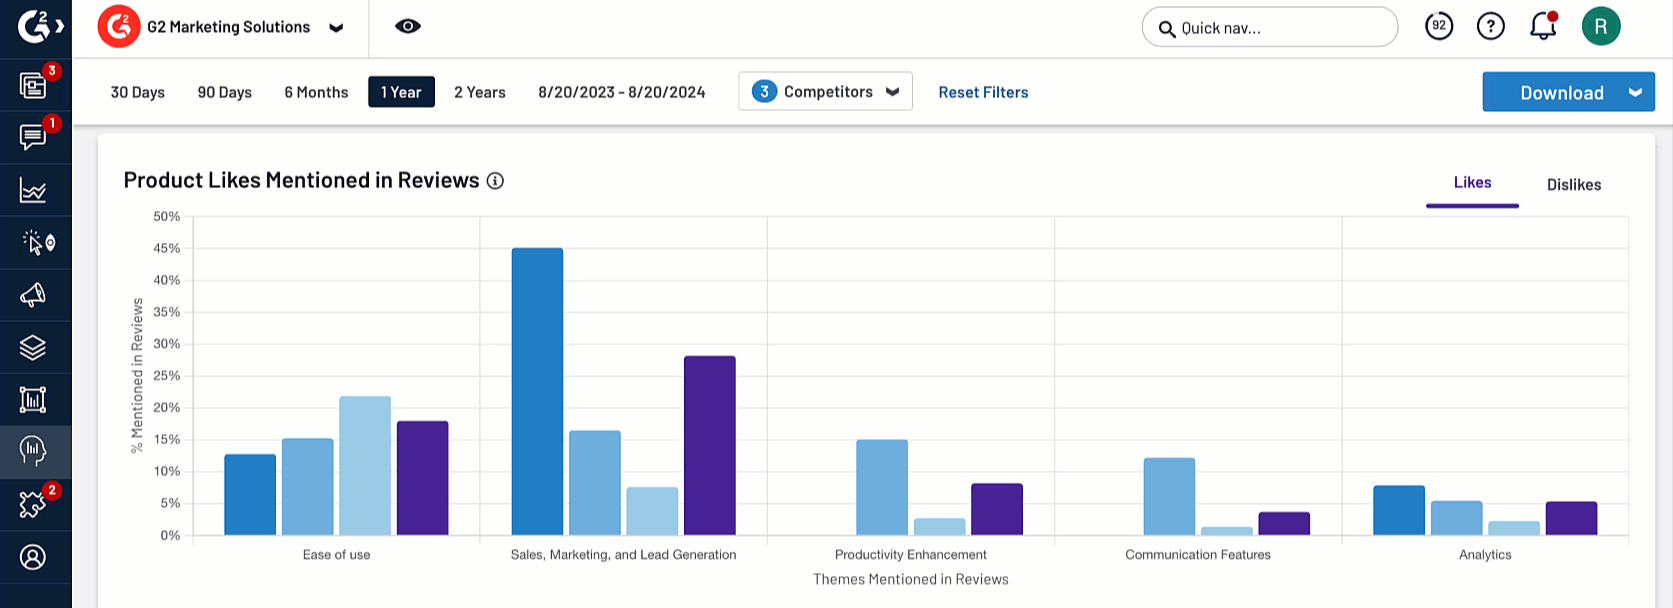 G2
G2 G2 Marketing Solutions
Quick nav...
92
?
R
3
30 Days 90 Days 6 Months 1 Year 2 Years 8/20/2023 - 8/20/2024 3 Competitors Reset Filters Download
1
Product Likes Mentioned in Reviews i
Likes Dislikes
50%
45%
40%
35%
30%
25%
20%
15%
10%
5%
0%
% Mentioned in Reviews
2
Ease of use Sales, Marketing, and Lead Generation Productivity Enhancement Communication Features Analytics
Themes Mentioned in Reviews